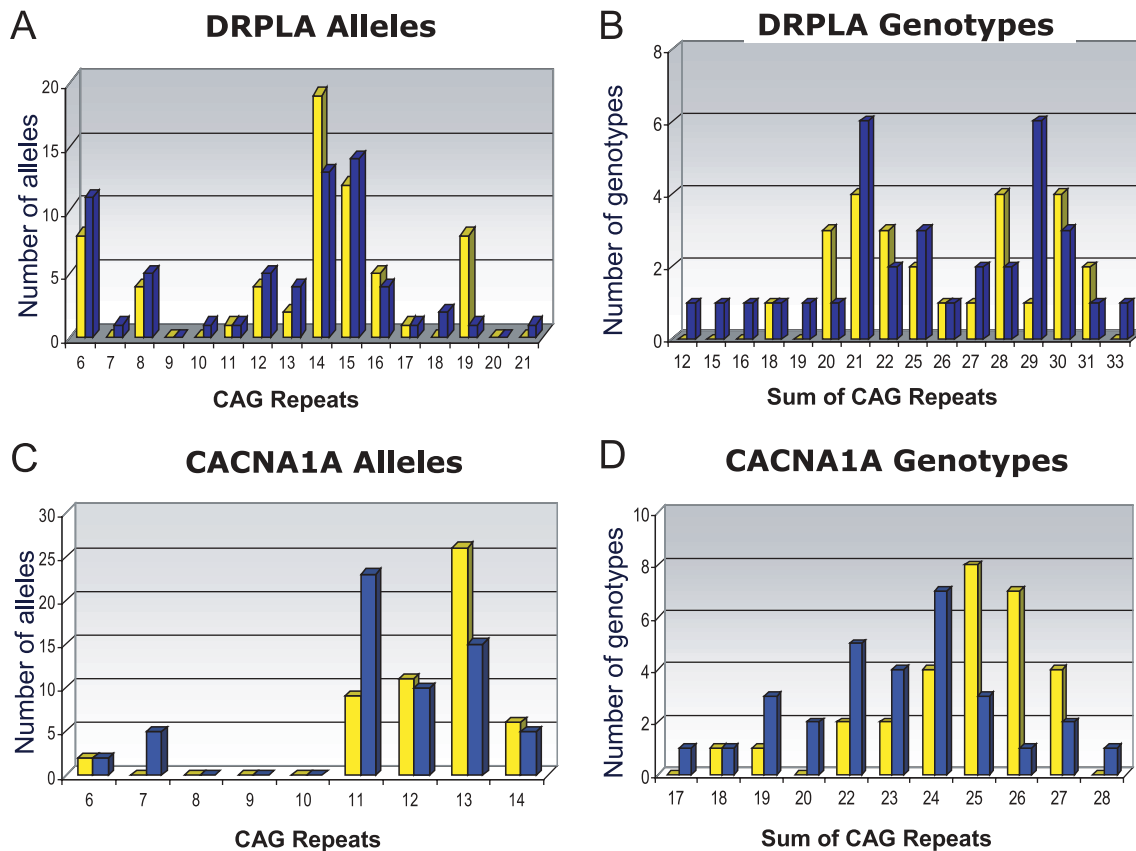 A
DRPLA Alleles
Number of alleles
20
15
10
5
0
6 7 8 9 10 11 12 13 14 15 16 17 18 19 20 21
CAG Repeats
B
DRPLA Genotypes
Number of genotypes
8
6
4
2
0
12 15 16 18 19 20 21 22 25 26 27 28 29 30 31 33
Sum of CAG Repeats
C
CACNA1A Alleles
Number of alleles
30
25
20
15
10
5
0
6 7 8 9 10 11 12 13 14
CAG Repeats
D
CACNA1A Genotypes
Number of genotypes
10
8
6
4
2
0
17 18 19 20 22 23 24 25 26 27 28
Sum of CAG Repeats